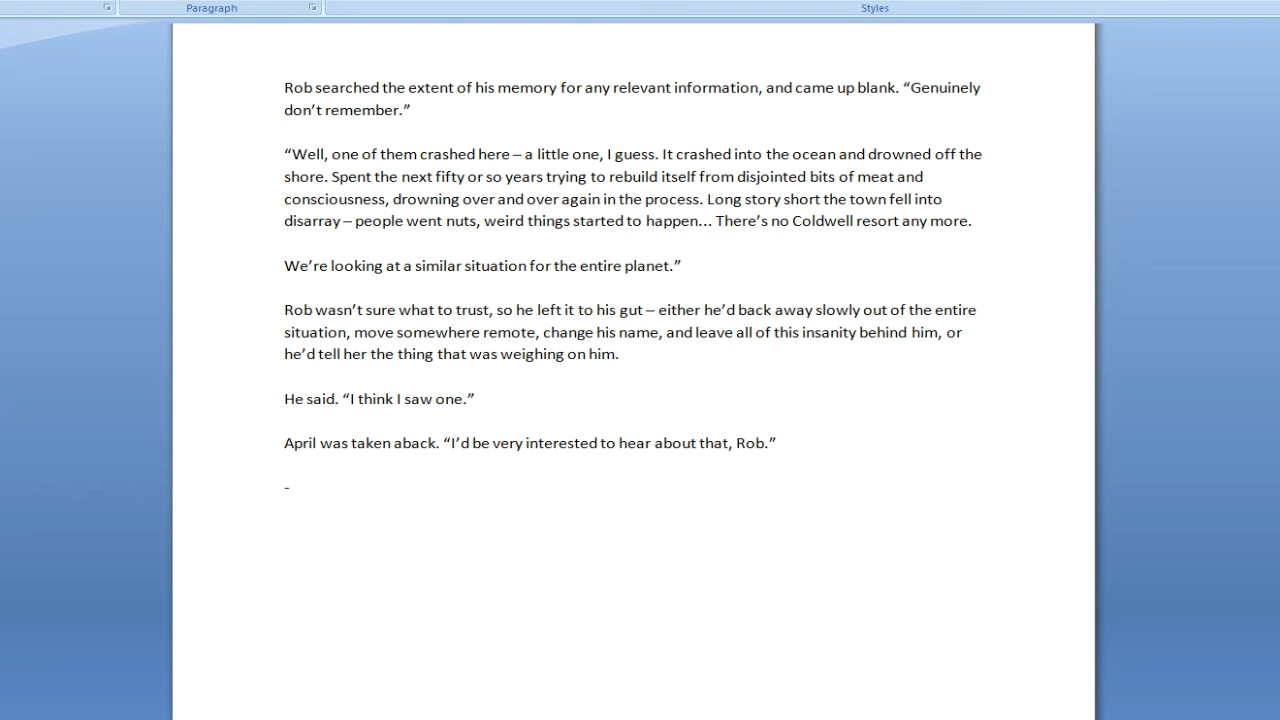 Paragraph
Styles
Rob searched the extent of his memory for any relevant information, and came up blank. “Genuinely
don’t remember.”
“Well, one of them crashed here – a little one, I guess. It crashed into the ocean and drowned off the
shore. Spent the next fifty or so years trying to rebuild itself from disjointed bits of meat and
consciousness, drowning over and over again in the process. Long story short the town fell into
disarray – people went nuts, weird things started to happen... There’s no Coldwell resort any more.
We’re looking at a similar situation for the entire planet.”
Rob wasn’t sure what to trust, so he left it to his gut – either he’d back away slowly out of the entire
situation, move somewhere remote, change his name, and leave all of this insanity behind him, or
he’d tell her the thing that was weighing on him.
He said. “I think I saw one.”
April was taken aback. “I’d be very interested to hear about that, Rob.”
-